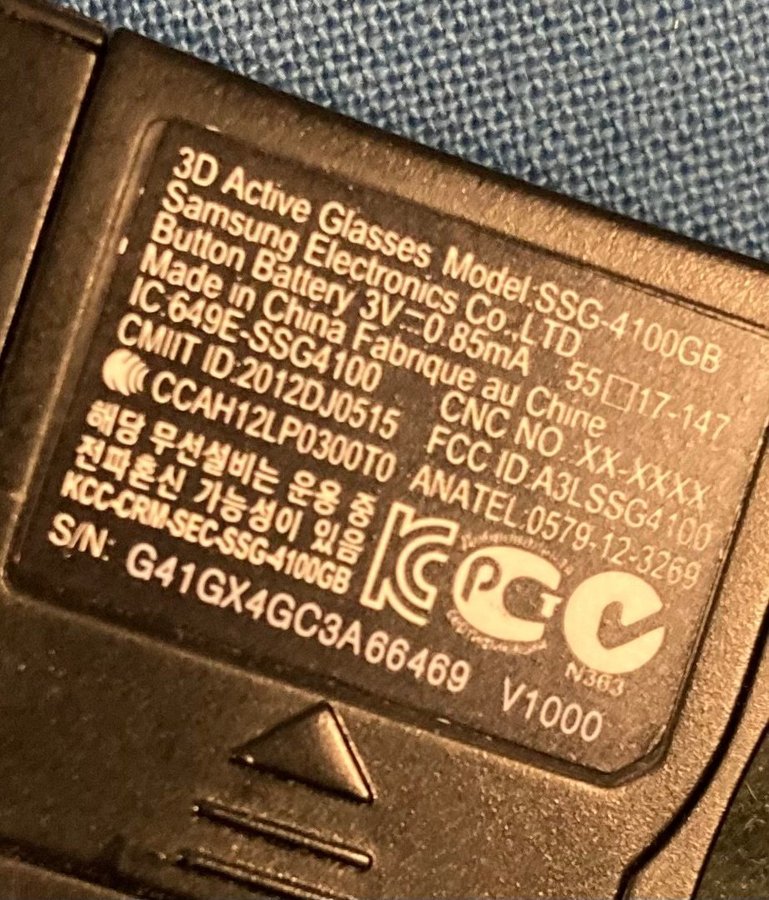 3D Active Glasses Model:SSG-4100GB
Samsung Electronics Co.,LTD
Button Battery 3V⎓0.85mA 55□17-147
Made in China Fabrique au Chine
IC:649E-SSG4100 CNC NO.:XX-XXXX
CMIIT ID:2012DJ0515 FCC ID:A3LSSG4100
CCAH12LP0300T0 ANATEL:0579-12-3269
해당 무선설비는 운용 중
전파혼신 가능성이 있음
KCC-CRM-SEC-SSG-4100GB
S/N: G41GX4GC3A66469 V1000
KC
РСТ
N363